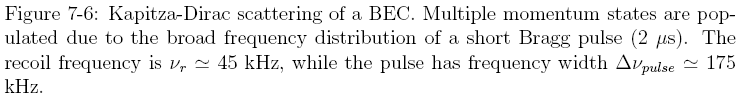 Figure 7-6: Kapitza-Dirac scattering of a BEC. Multiple momentum states are pop-
ulated due to the broad frequency distribution of a short Bragg pulse (2 μs). The
recoil frequency is ν_r ≃ 45 kHz, while the pulse has frequency width Δν_pulse ≃ 175
kHz.